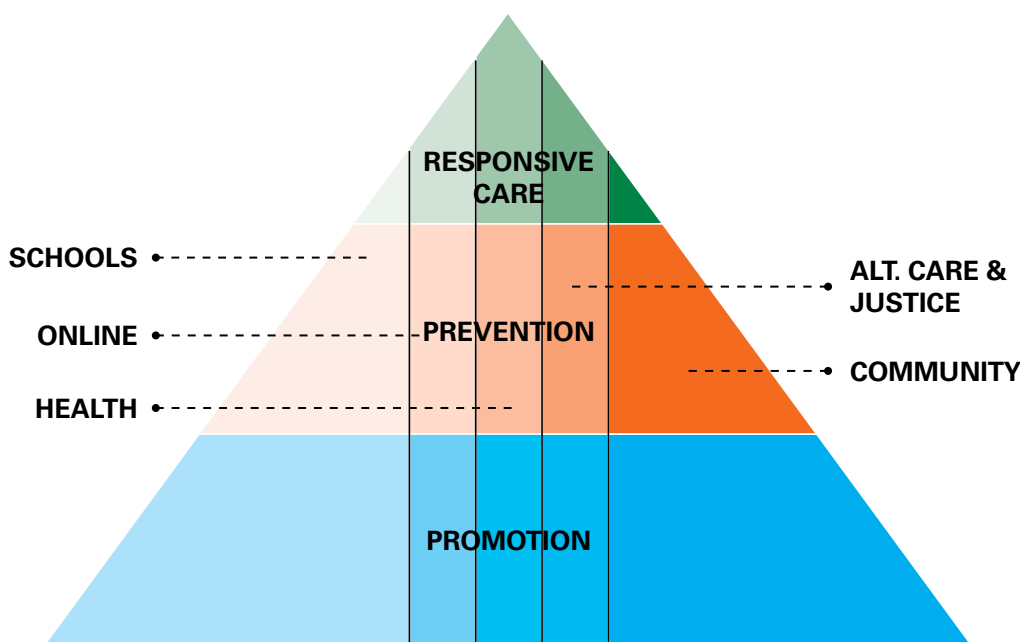 RESPONSIVE
CARE
SCHOOLS
ALT. CARE &
JUSTICE
ONLINE
PREVENTION
COMMUNITY
HEALTH
PROMOTION